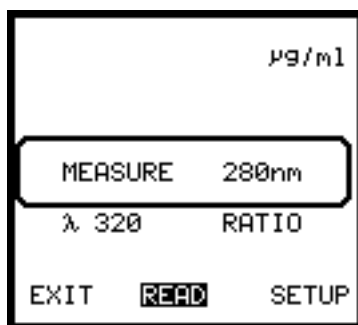 µg/ml
MEASURE 280nm
λ 320 RATIO
EXIT READ SETUP